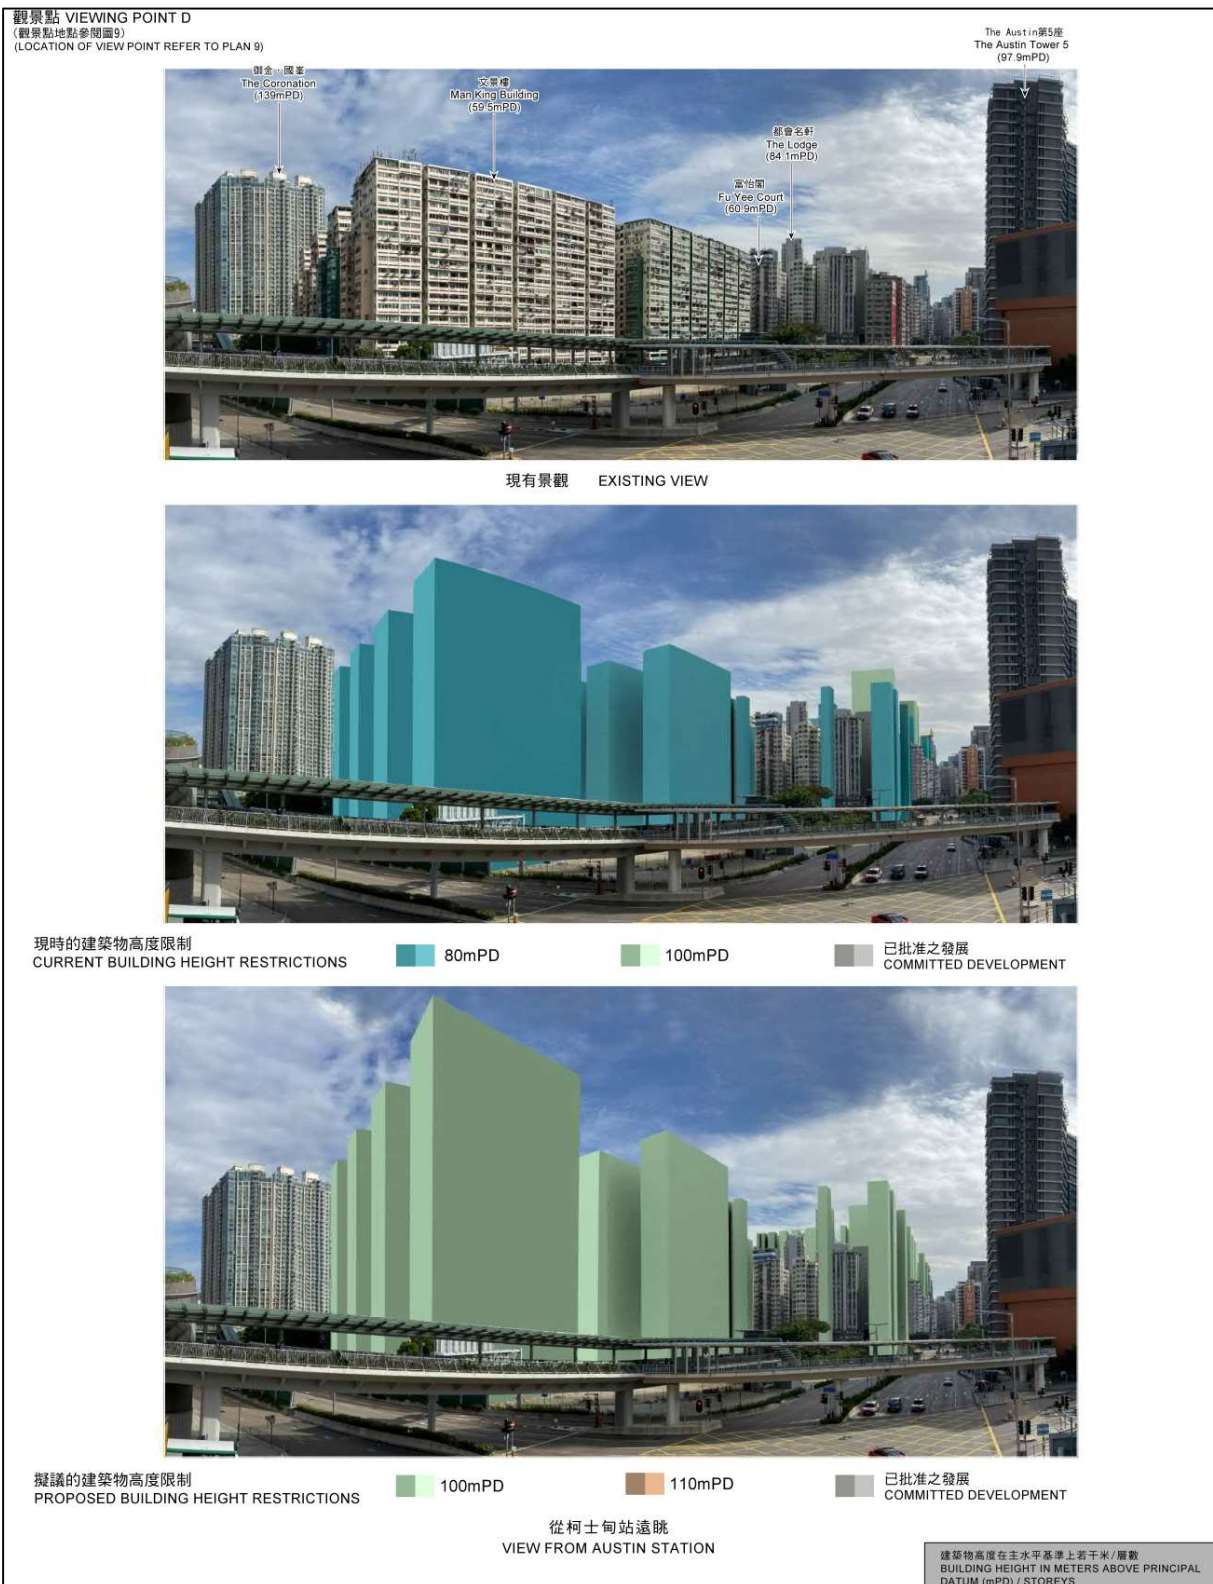 觀景點 VIEWING POINT D
(觀景點地點參閱圖9)
(LOCATION OF VIEW POINT REFER TO PLAN 9)
The Austin第5座
The Austin Tower 5
(97.9mPD)
御金·國峯
The Coronation
(139mPD)
文景樓
Man King Building
(59.5mPD)
都會名軒
The Lodge
(84.1mPD)
富怡閣
Fu Yee Court
(60.9mPD)
現有景觀 EXISTING VIEW
現時的建築物高度限制
CURRENT BUILDING HEIGHT RESTRICTIONS
80mPD
100mPD
已批准之發展
COMMITTED DEVELOPMENT
擬議的建築物高度限制
PROPOSED BUILDING HEIGHT RESTRICTIONS
100mPD
110mPD
已批准之發展
COMMITTED DEVELOPMENT
從柯士甸站遠眺
VIEW FROM AUSTIN STATION
建築物高度在主水平基準上若干米/層數
BUILDING HEIGHT IN METERS ABOVE PRINCIPAL
DATUM (mPD) / STOREYS